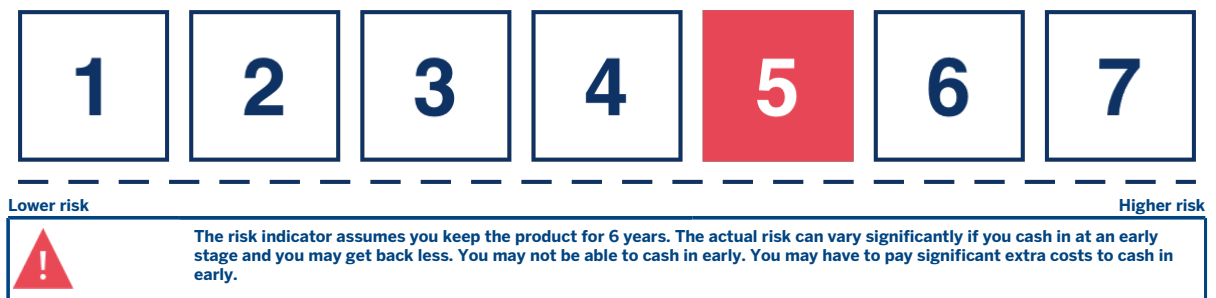 1 2 3 4 5 6 7
Lower risk Higher risk
!
The risk indicator assumes you keep the product for 6 years. The actual risk can vary significantly if you cash in at an early
stage and you may get back less. You may not be able to cash in early. You may have to pay significant extra costs to cash in
early.